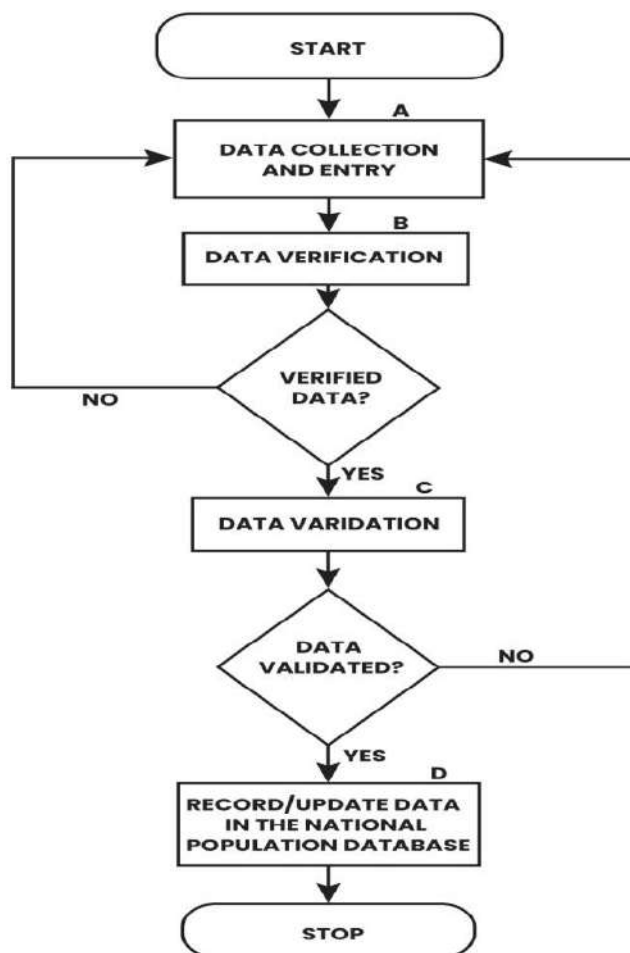 START
A
DATA COLLECTION
AND ENTRY
B
DATA VERIFICATION
VERIFIED
DATA?
NO
YES
C
DATA VARIDATION
DATA
VALIDATED?
NO
YES
D
RECORD/UPDATE DATA
IN THE NATIONAL
POPULATION DATABASE
STOP